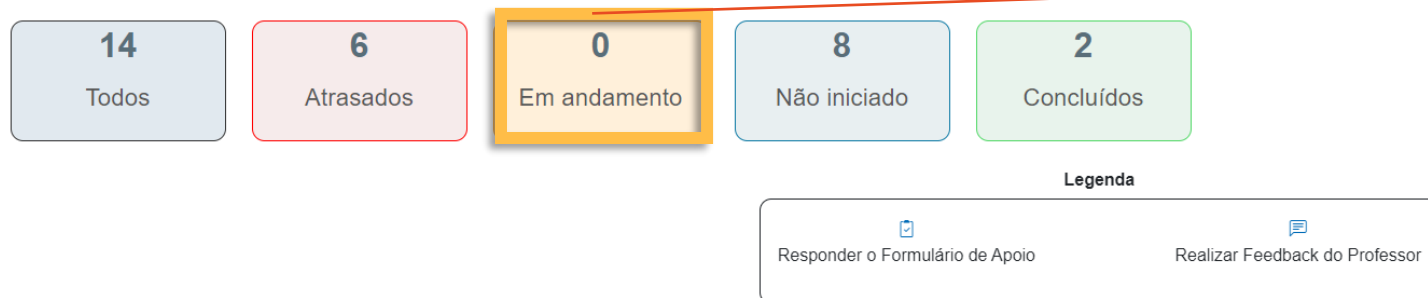 14
Todos
6
Atrasados
0
Em andamento
8
Não iniciado
2
Concluídos
Legenda
Responder o Formulário de Apoio
Realizar Feedback do Professor